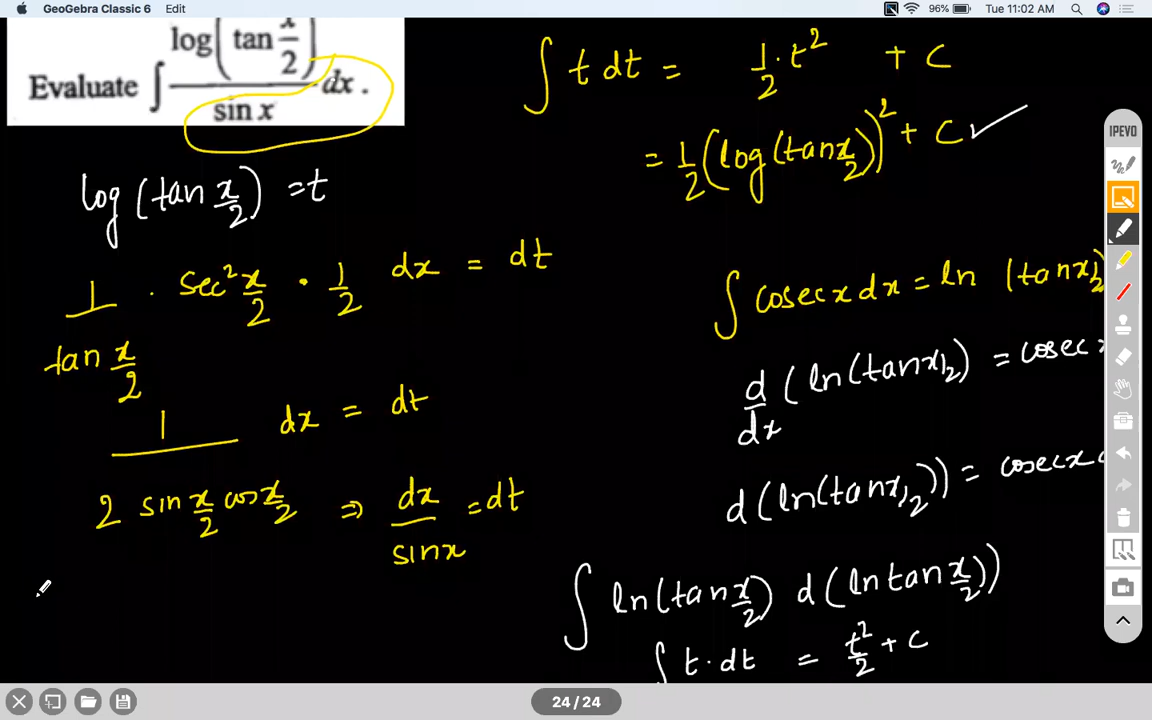 GeoGebra Classic 6 Edit 96% Tue 11:02 AM
Evaluate ∫ log(tan x/2) / sin x dx .
log (tan x/2) = t
1 / tan x/2 · sec² x/2 · 1/2 dx = dt
1 / 2 sin x/2 cos x/2 dx = dt
⇒ dx / sin x = dt
∫ t dt = 1/2 · t² + C
= 1/2 (log(tan x/2))² + C ✓
∫ cosec x dx = ln (tan x/2)
d/dx (ln(tan x/2) = cosec x
d(ln(tan x/2)) = cosec x
∫ ln(tan x/2) d(ln tan x/2))
∫ t · dt = t²/2 + C
IPEVO
24 / 24